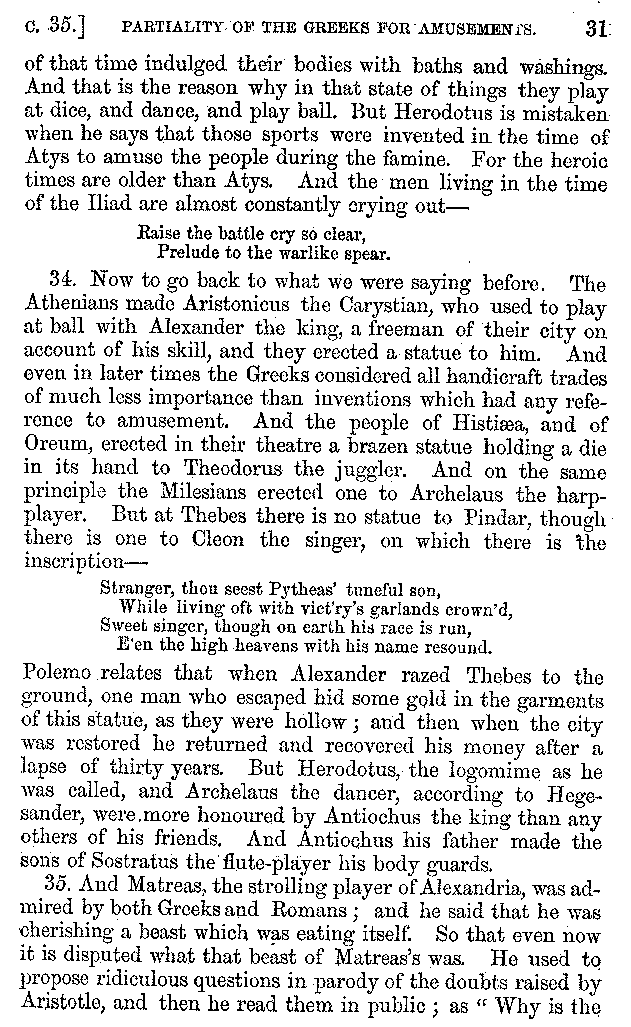 C. 35.] PARTIALITY OF THE GREEKS FOR AMUSEMENTS. 31
of that time indulged their bodies with baths and washings.
And that is the reason why in that state of things they play
at dice, and dance, and play ball. But Herodotus is mistaken
when he says that those sports were invented in the time of
Atys to amuse the people during the famine. For the heroic
times are older than Atys. And the men living in the time
of the Iliad are almost constantly crying out—
Raise the battle cry so clear,
Prelude to the warlike spear.
34. Now to go back to what we were saying before. The
Athenians made Aristonicus the Carystian, who used to play
at ball with Alexander the king, a freeman of their city on
account of his skill, and they erected a statue to him. And
even in later times the Greeks considered all handicraft trades
of much less importance than inventions which had any refe-
rence to amusement. And the people of Histiæa, and of
Oreum, erected in their theatre a brazen statue holding a die
in its hand to Theodorus the juggler. And on the same
principle the Milesians erected one to Archelaus the harp-
player. But at Thebes there is no statue to Pindar, though
there is one to Cleon the singer, on which there is the
inscription—
Stranger, thou seest Pytheas' tuneful son,
While living oft with vict'ry's garlands crown'd,
Sweet singer, though on earth his race is run,
E'en the high heavens with his name resound.
Polemo relates that when Alexander razed Thebes to the
ground, one man who escaped hid some gold in the garments
of this statue, as they were hollow; and then when the city
was restored he returned and recovered his money after a
lapse of thirty years. But Herodotus, the logomime as he
was called, and Archelaus the dancer, according to Hege-
sander, were more honoured by Antiochus the king than any
others of his friends. And Antiochus his father made the
sons of Sostratus the flute-player his body guards.
35. And Matreas, the strolling player of Alexandria, was ad-
mired by both Greeks and Romans; and he said that he was
cherishing a beast which was eating itself. So that even now
it is disputed what that beast of Matreas's was. He used to
propose ridiculous questions in parody of the doubts raised by
Aristotle, and then he read them in public; as "Why is the